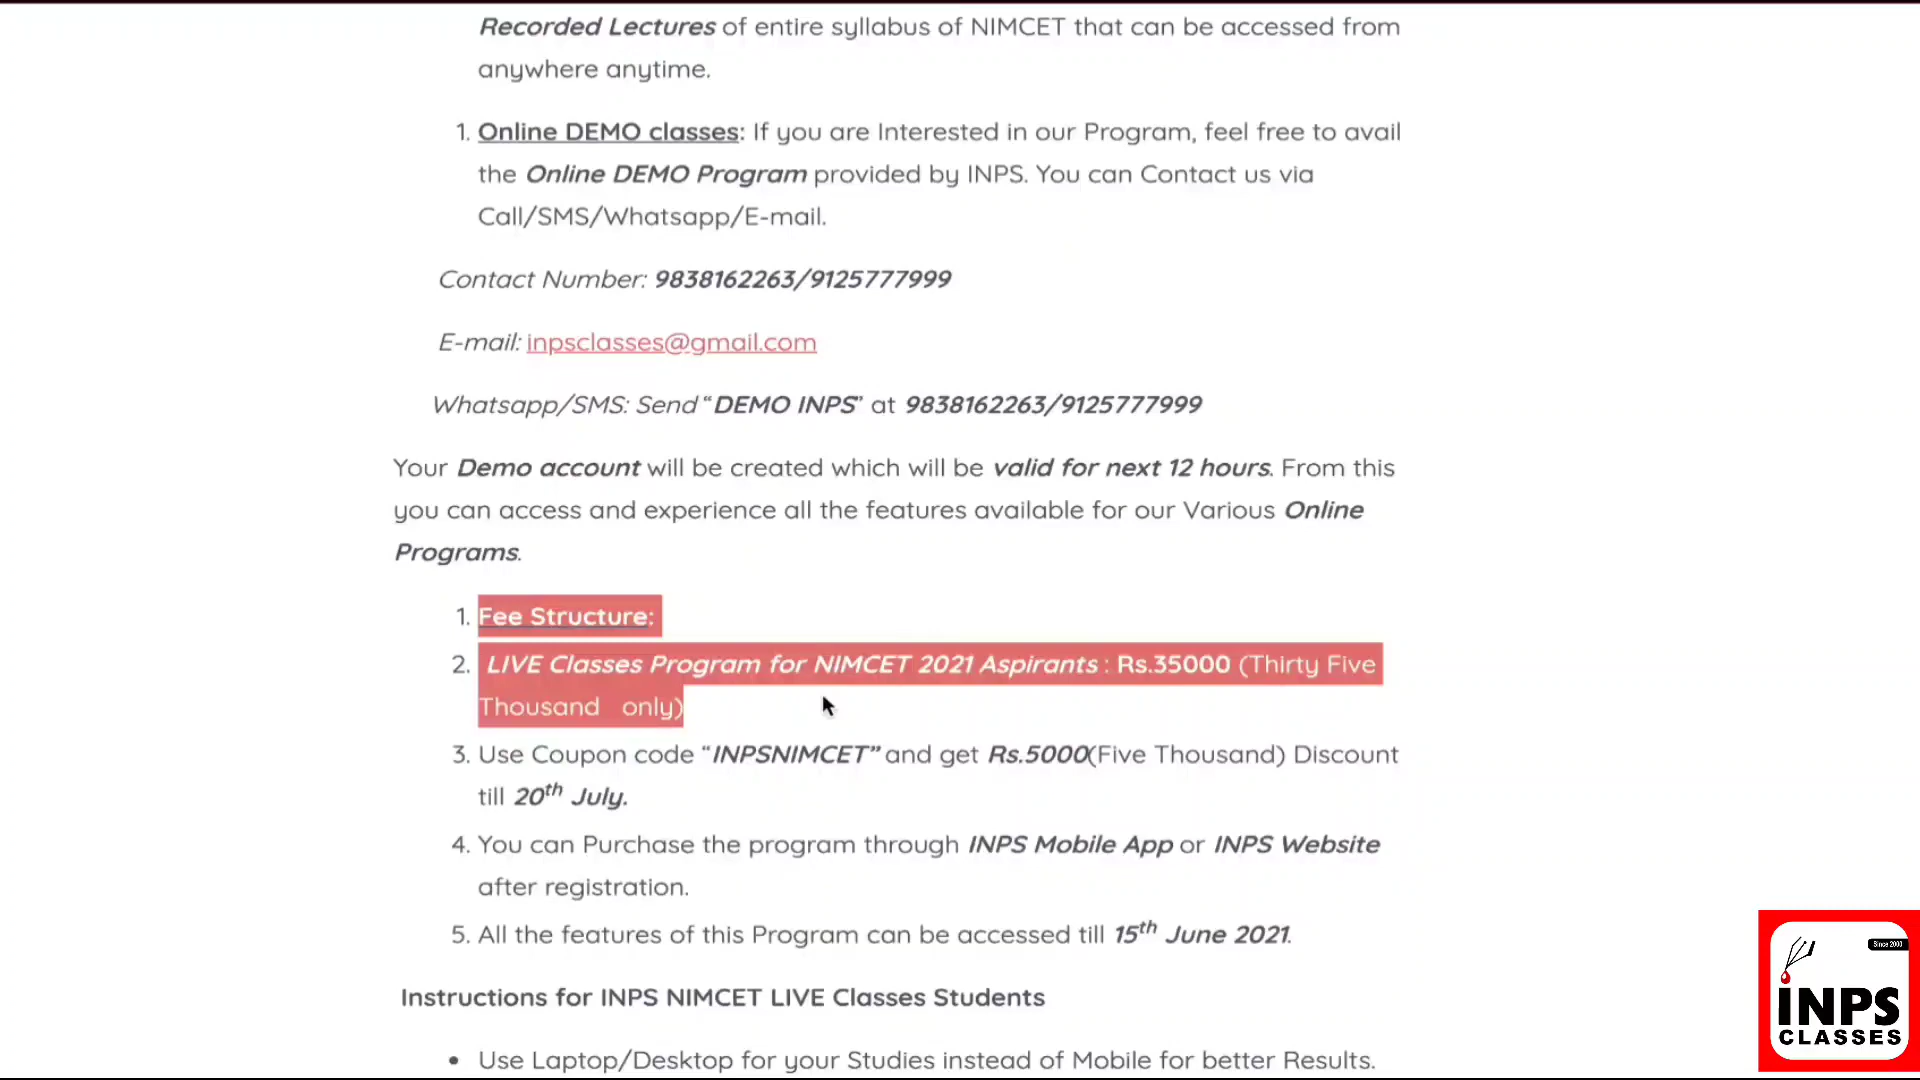 Recorded Lectures of entire syllabus of NIMCET that can be accessed from
anywhere anytime.
1. Online DEMO classes: If you are Interested in our Program, feel free to avail
the Online DEMO Program provided by INPS. You can Contact us via
Call/SMS/Whatsapp/E-mail.
Contact Number: 9838162263/9125777999
E-mail: inpsclasses@gmail.com
Whatsapp/SMS: Send “DEMO INPS” at 9838162263/9125777999
Your Demo account will be created which will be valid for next 12 hours. From this
you can access and experience all the features available for our Various Online
Programs.
1. Fee Structure:
2. LIVE Classes Program for NIMCET 2021 Aspirants : Rs.35000 (Thirty Five
Thousand only)
3. Use Coupon code “INPSNIMCET” and get Rs.5000(Five Thousand) Discount
till 20th July.
4. You can Purchase the program through INPS Mobile App or INPS Website
after registration.
5. All the features of this Program can be accessed till 15th June 2021.
Instructions for INPS NIMCET LIVE Classes Students
• Use Laptop/Desktop for your Studies instead of Mobile for better Results.
Since 2000
iNPS
CLASSES